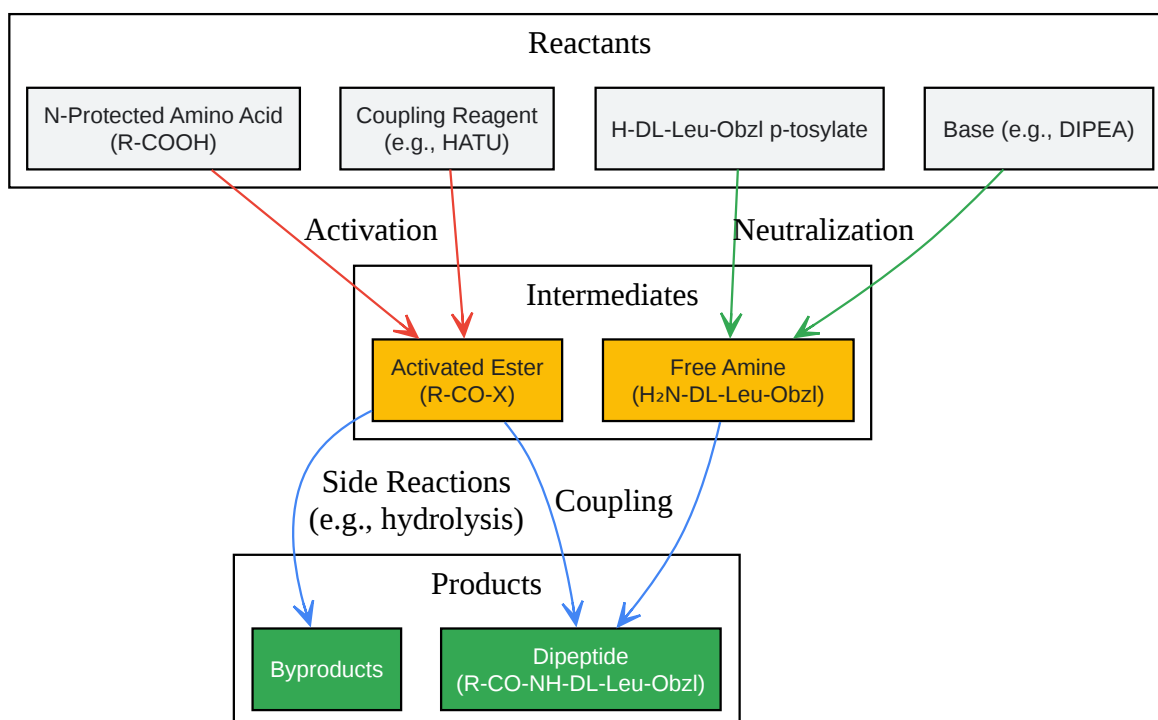 Reactants
N-Protected Amino Acid
(R-COOH)
Coupling Reagent
(e.g., HATU)
H-DL-Leu-Obzl p-tosylate
Base (e.g., DIPEA)
Activation
Neutralization
Intermediates
Activated Ester
(R-CO-X)
Free Amine
(H₂N-DL-Leu-Obzl)
Side Reactions
(e.g., hydrolysis)
Coupling
Products
Byproducts
Dipeptide
(R-CO-NH-DL-Leu-Obzl)